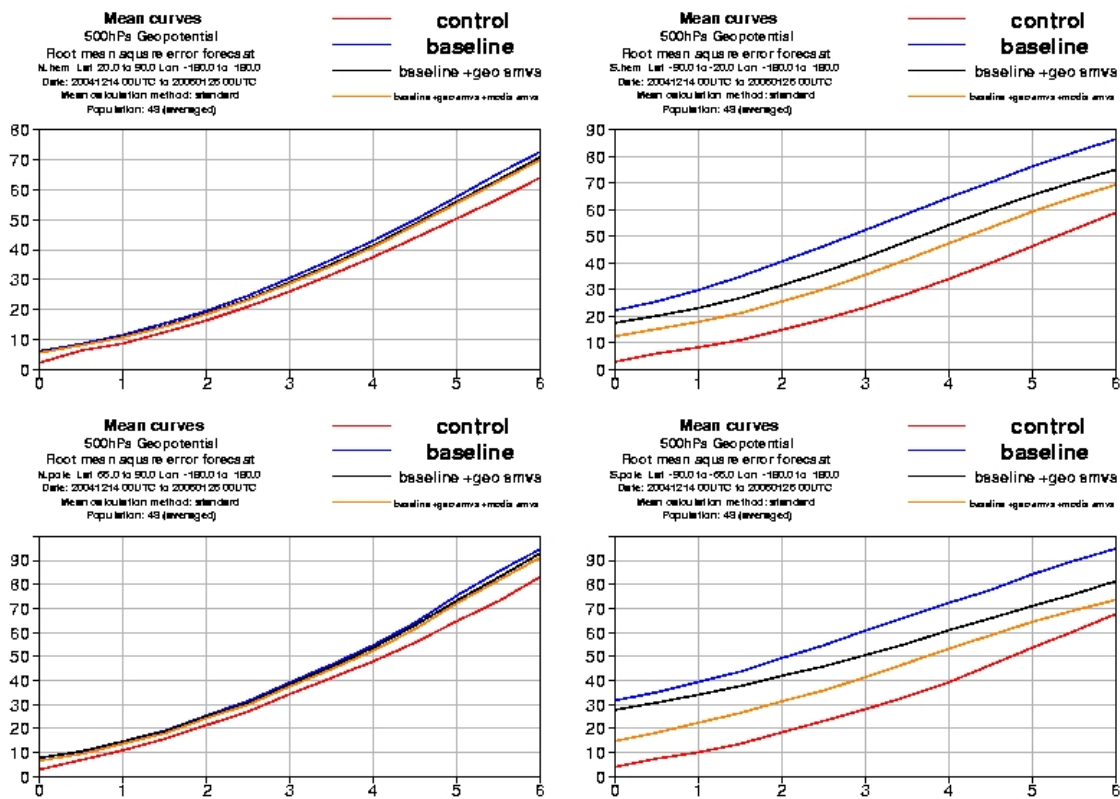 Mean curves
500hPs Geopotential
Root mean square error forecast
N.hem Lat 20.0 to 90.0 Lon -180.0 to 180.0
Date: 20041214 00UTC to 20050125 00UTC
Mean calculation method: standard
Population: 43 (averaged)
control
baseline
baseline +geo amvs
baseline +geo amvs +modis amvs
80
70
60
50
40
30
20
10
0
0 1 2 3 4 5 6
Mean curves
500hPs Geopotential
Root mean square error forecast
S.hem Lat -90.0 to -20.0 Lon -180.0 to 180.0
Date: 20041214 00UTC to 20050125 00UTC
Mean calculation method: standard
Population: 43 (averaged)
control
baseline
baseline +geo amvs
baseline +geo amvs +modis amvs
90
80
70
60
50
40
30
20
10
0
0 1 2 3 4 5 6
Mean curves
500hPs Geopotential
Root mean square error forecast
N.pole Lat 65.0 to 90.0 Lon -180.0 to 180.0
Date: 20041214 00UTC to 20050125 00UTC
Mean calculation method: standard
Population: 43 (averaged)
control
baseline
baseline +geo amvs
baseline +geo amvs +modis amvs
90
80
70
60
50
40
30
20
10
0
0 1 2 3 4 5 6
Mean curves
500hPs Geopotential
Root mean square error forecast
S.pole Lat -90.0 to -65.0 Lon -180.0 to 180.0
Date: 20041214 00UTC to 20050125 00UTC
Mean calculation method: standard
Population: 43 (averaged)
control
baseline
baseline +geo amvs
baseline +geo amvs +modis amvs
90
80
70
60
50
40
30
20
10
0
0 1 2 3 4 5 6